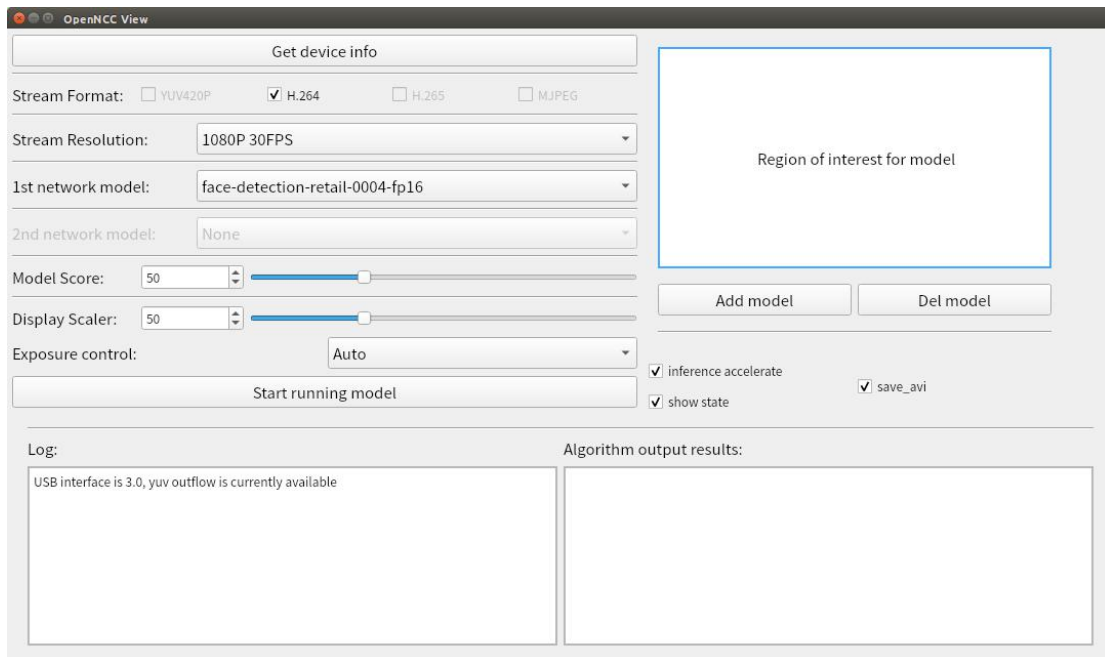 OpenNCC View
Get device info
Stream Format: YUV420P H.264 H.265 MJPEG
Stream Resolution: 1080P 30FPS
1st network model: face-detection-retail-0004-fp16
2nd network model: None
Model Score: 50
Display Scaler: 50
Exposure control: Auto
Start running model
Region of interest for model
Add model Del model
inference accelerate
show state
save_avi
Log:
USB interface is 3.0, yuv outflow is currently available
Algorithm output results: